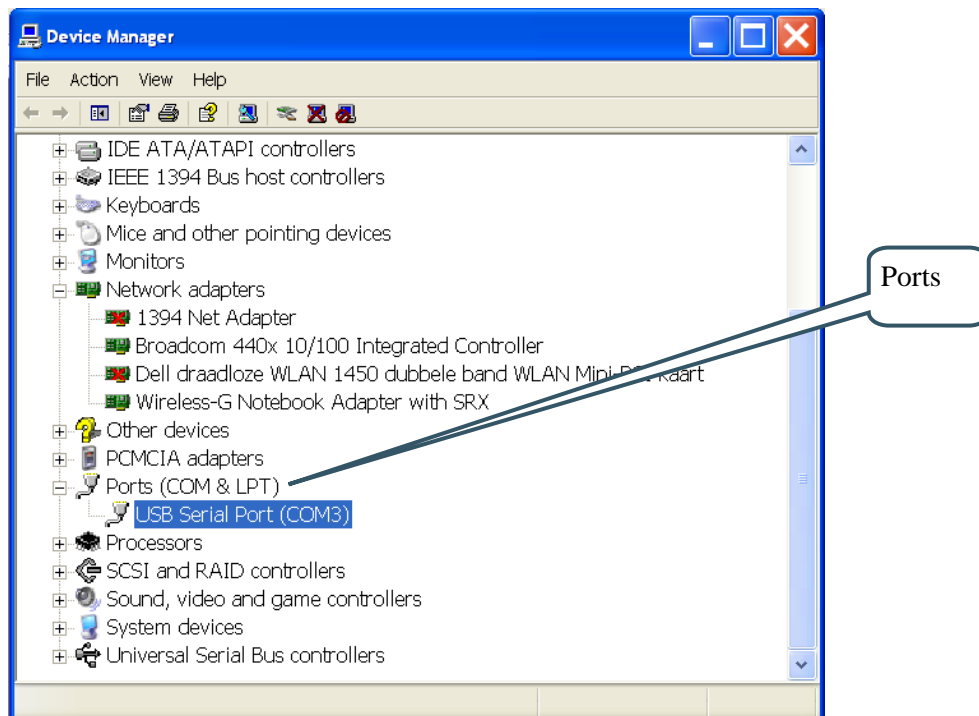 Device Manager
File Action View Help
IDE ATA/ATAPI controllers
IEEE 1394 Bus host controllers
Keyboards
Mice and other pointing devices
Monitors
Network adapters
1394 Net Adapter
Broadcom 440x 10/100 Integrated Controller
Dell draadloze WLAN 1450 dubbele band WLAN Mini-PCI Kaart
Wireless-G Notebook Adapter with SRX
Other devices
PCMCIA adapters
Ports (COM & LPT)
USB Serial Port (COM3)
Processors
SCSI and RAID controllers
Sound, video and game controllers
System devices
Universal Serial Bus controllers
Ports